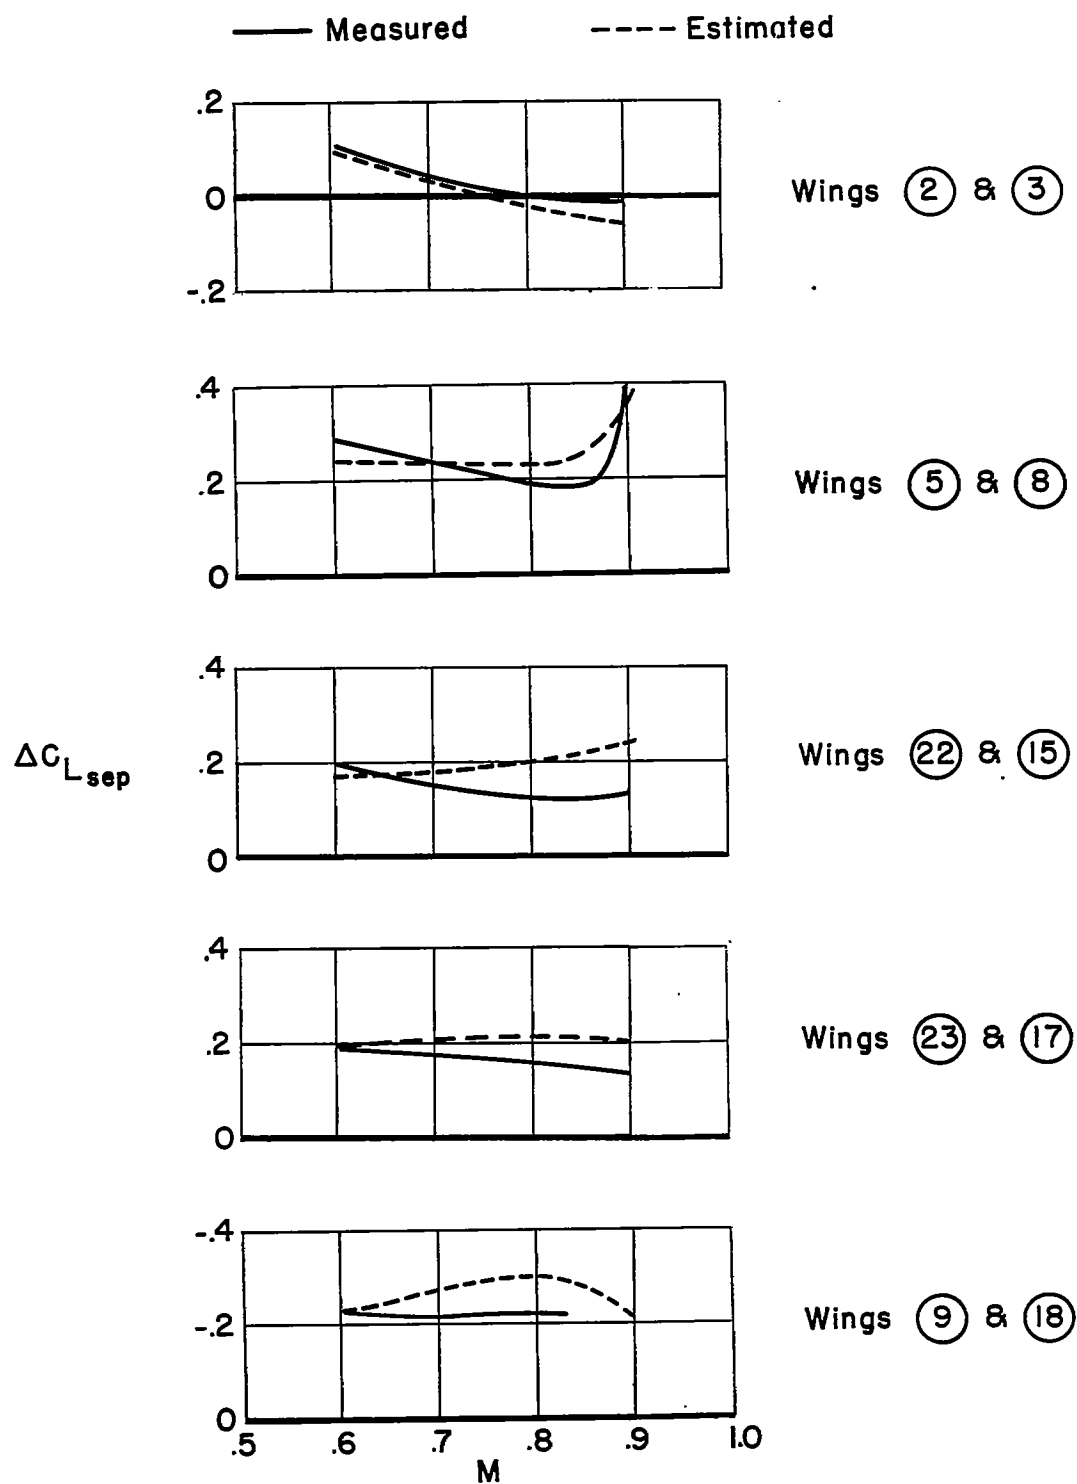 Measured Estimated
.2
0
-.2
Wings 2 & 3
.4
.2
0
Wings 5 & 8
.4
.2
0
Wings 22 & 15
ΔCLsep
.4
.2
0
Wings 23 & 17
-.4
-.2
0
Wings 9 & 18
.5 .6 .7 .8 .9 1.0
M